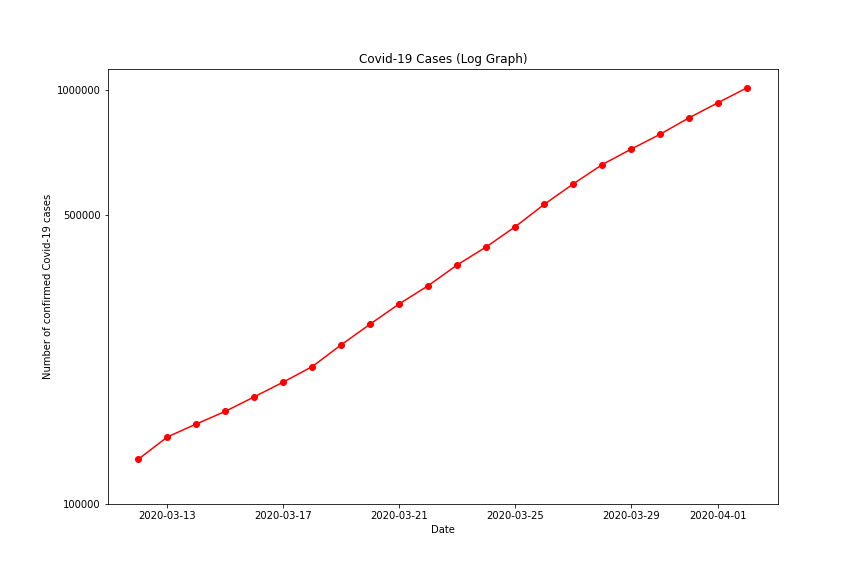 Covid-19 Cases (Log Graph)
1000000
500000
100000
Number of confirmed Covid-19 cases
2020-03-13 2020-03-17 2020-03-21 2020-03-25 2020-03-29 2020-04-01
Date